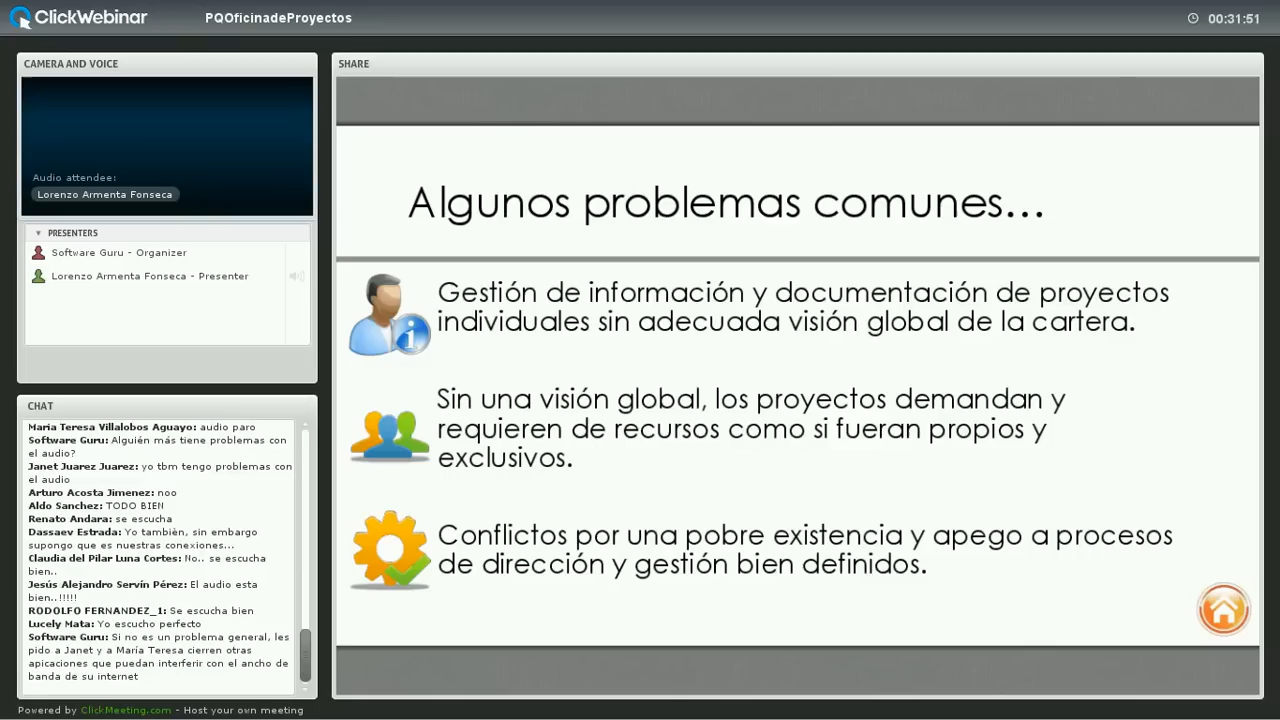 ClickWebinar
PQOficinadeProyectos
00:31:51
CAMERA AND VOICE
Audio attendee:
Lorenzo Armenta Fonseca
PRESENTERS
Software Guru - Organizer
Lorenzo Armenta Fonseca - Presenter
CHAT
Maria Teresa Villalobos Aguayo: audio paro
Software Guru: Alguién más tiene problemas con
el audio?
Janet Juarez Juarez: yo tbm tengo problemas con
el audio
Arturo Acosta Jimenez: noo
Aldo Sanchez: TODO BIEN
Renato Andara: se escucha
Dassaev Estrada: Yo tambièn, sin embargo
supongo que es nuestras conexiones...
Claudia del Pilar Luna Cortes: No.. se escucha
bien..
Jesús Alejandro Servín Pérez: El audio esta
bien..!!!!!
RODOLFO FERNANDEZ_1: Se escucha bien
Lucely Mata: Yo escucho perfecto
Software Guru: Si no es un problema general, les
pido a Janet y a María Teresa cierren otras
apicaciones que puedan interferir con el ancho de
banda de su internet
SHARE
Algunos problemas comunes...
Gestión de información y documentación de proyectos
individuales sin adecuada visión global de la cartera.
Sin una visión global, los proyectos demandan y
requieren de recursos como si fueran propios y
exclusivos.
Conflictos por una pobre existencia y apego a procesos
de dirección y gestión bien definidos.
Powered by ClickMeeting.com - Host your own meeting